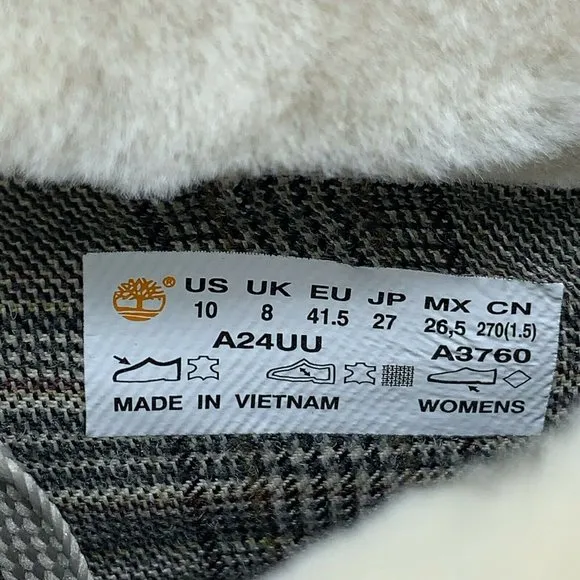 ® US UK EU JP MX CN
10 8 41.5 27 26,5 270(1.5)
A24UU A3760
MADE IN VIETNAM WOMENS